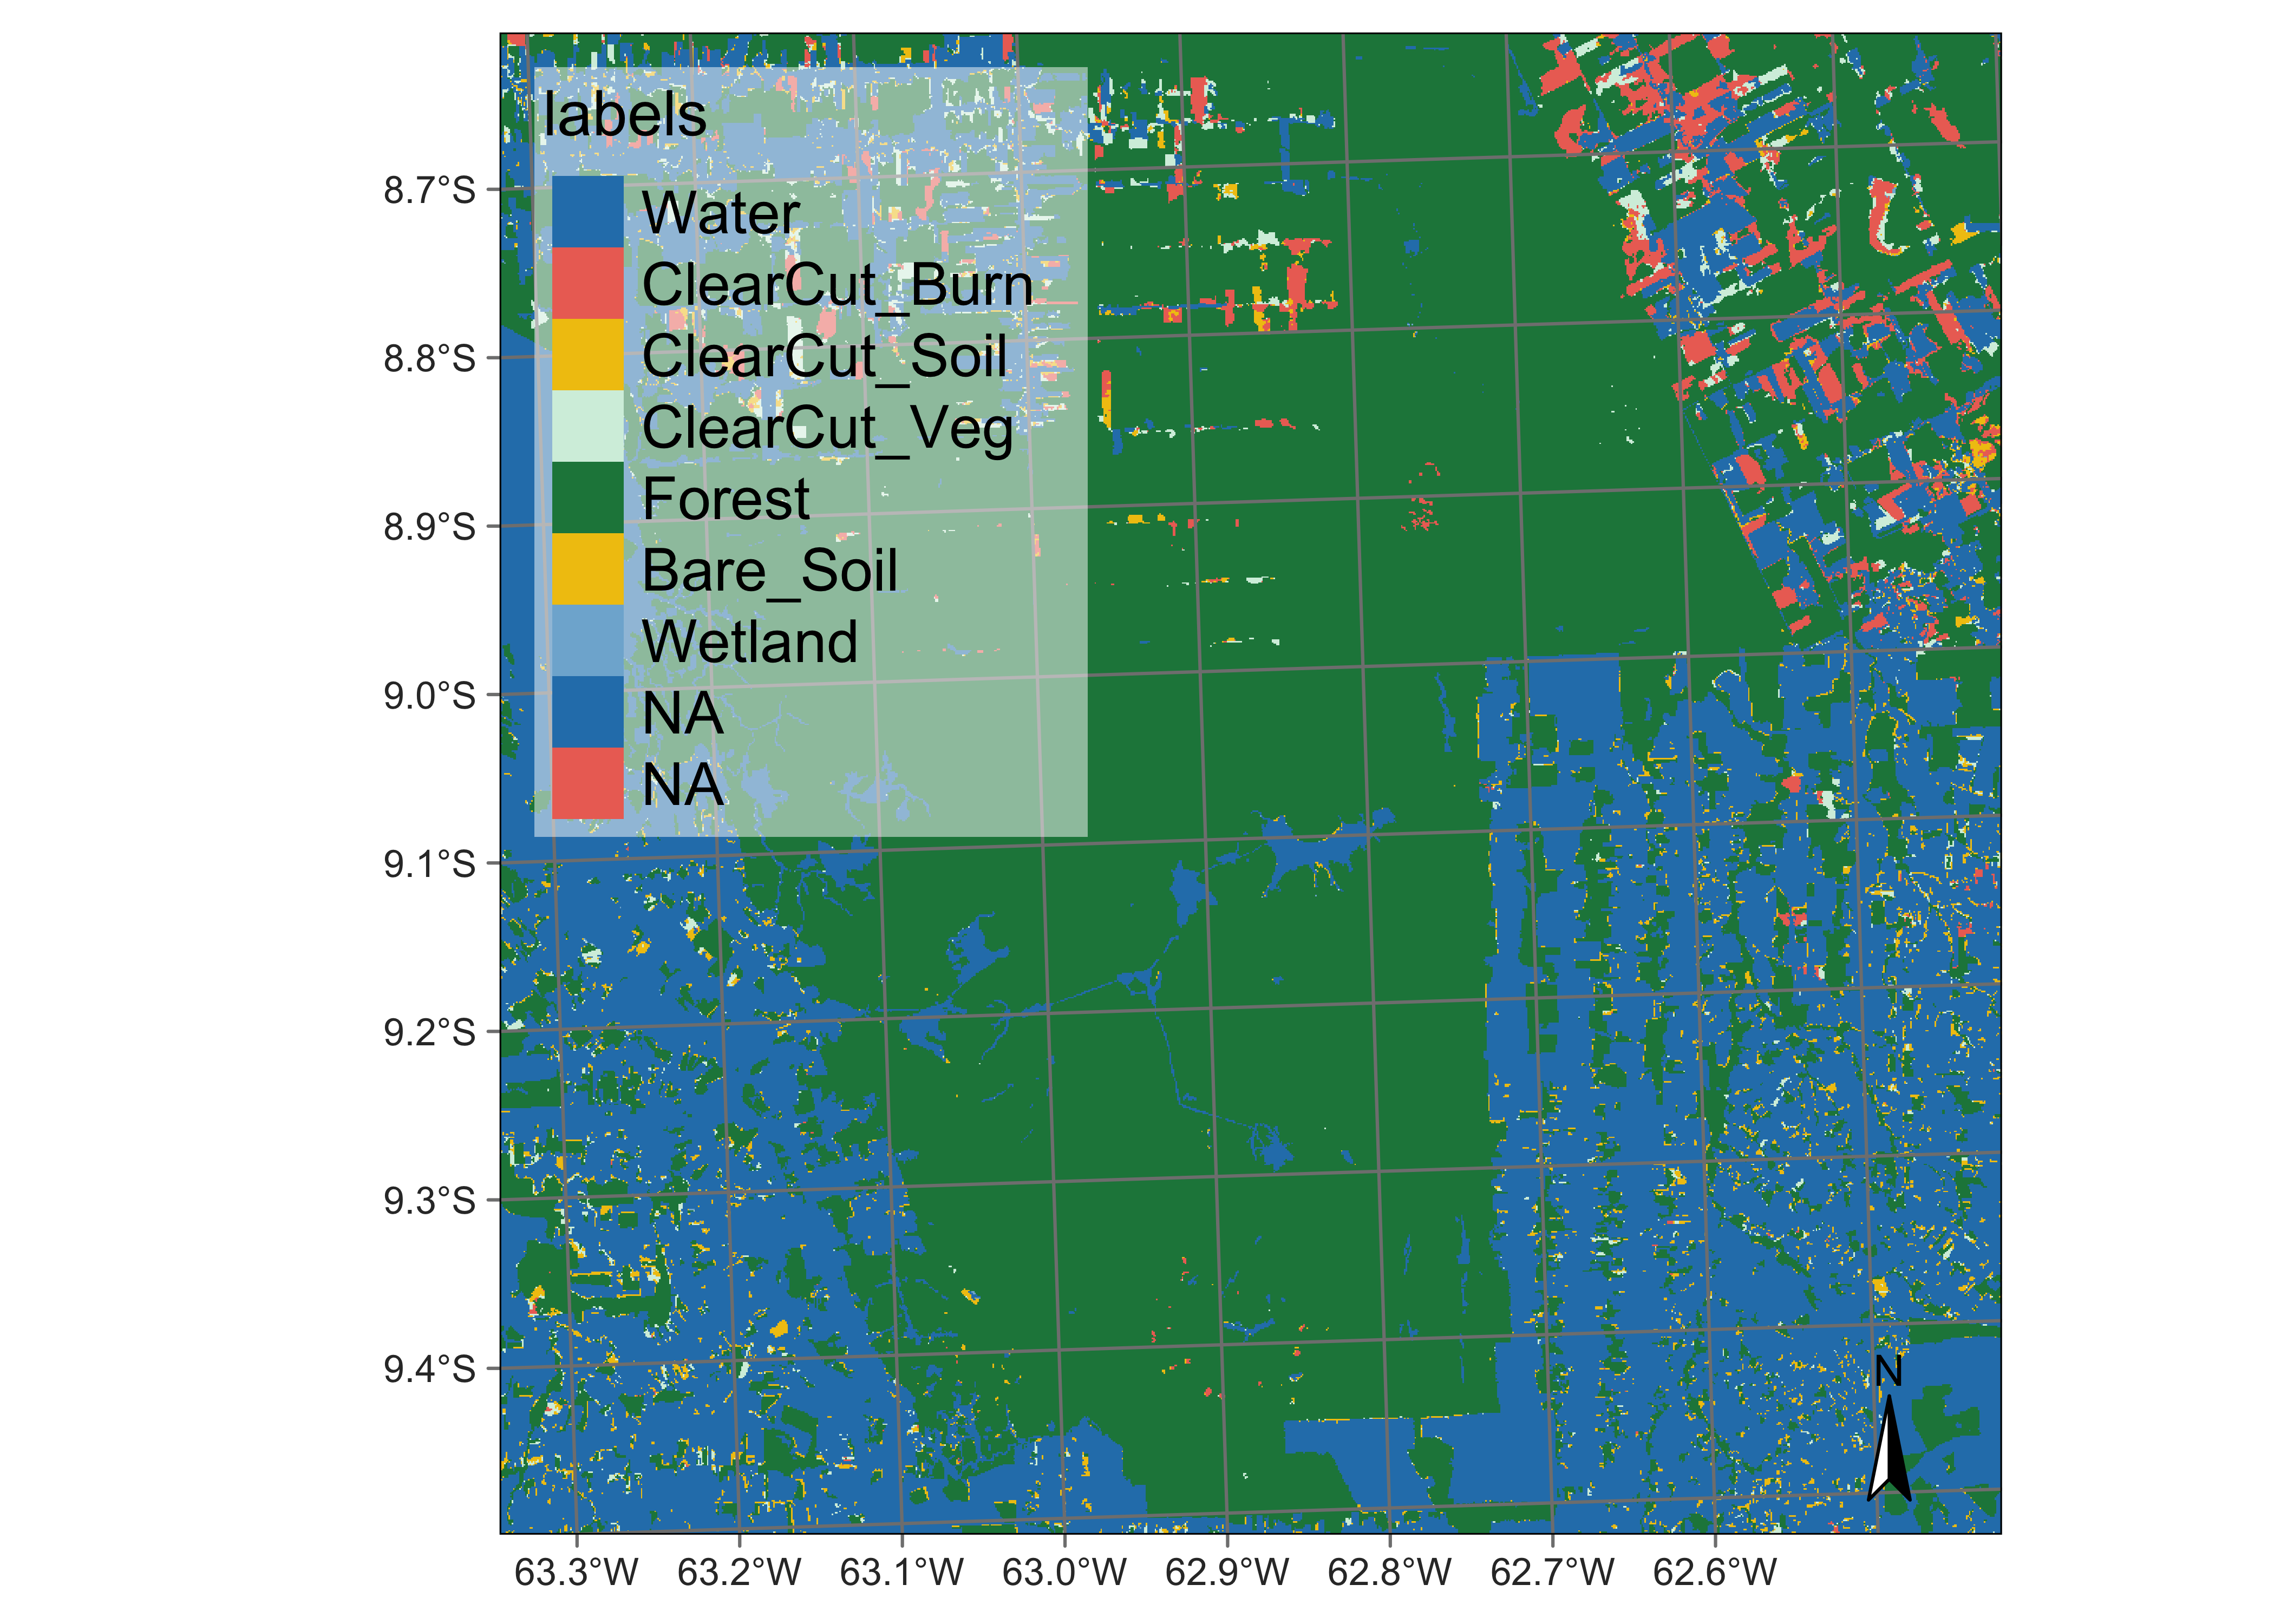 labels
Water
ClearCut_Burn
ClearCut_Soil
ClearCut_Veg
Forest
Bare_Soil
Wetland
NA
NA
8.7°S
8.8°S
8.9°S
9.0°S
9.1°S
9.2°S
9.3°S
9.4°S
N
63.3°W 63.2°W 63.1°W 63.0°W 62.9°W 62.8°W 62.7°W 62.6°W